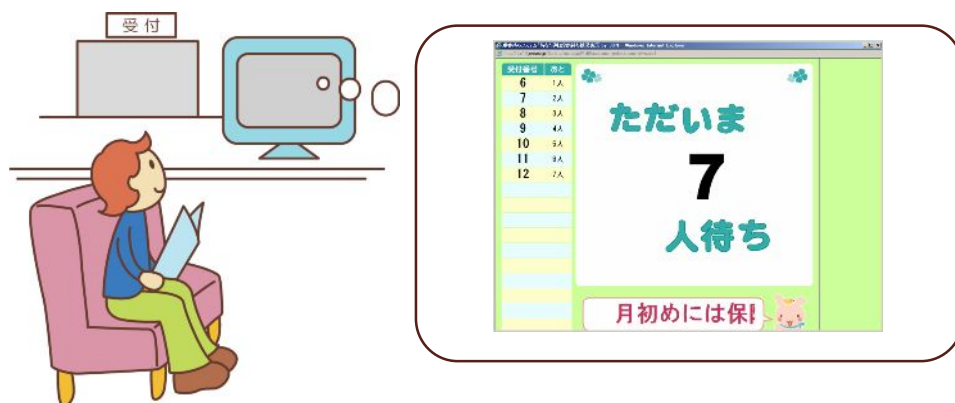 受付
受付番号 あと
6 1人
7 2人
8 3人
9 4人
10 5人
11 6人
12 7人
ただいま
7
人待ち
月初めには保